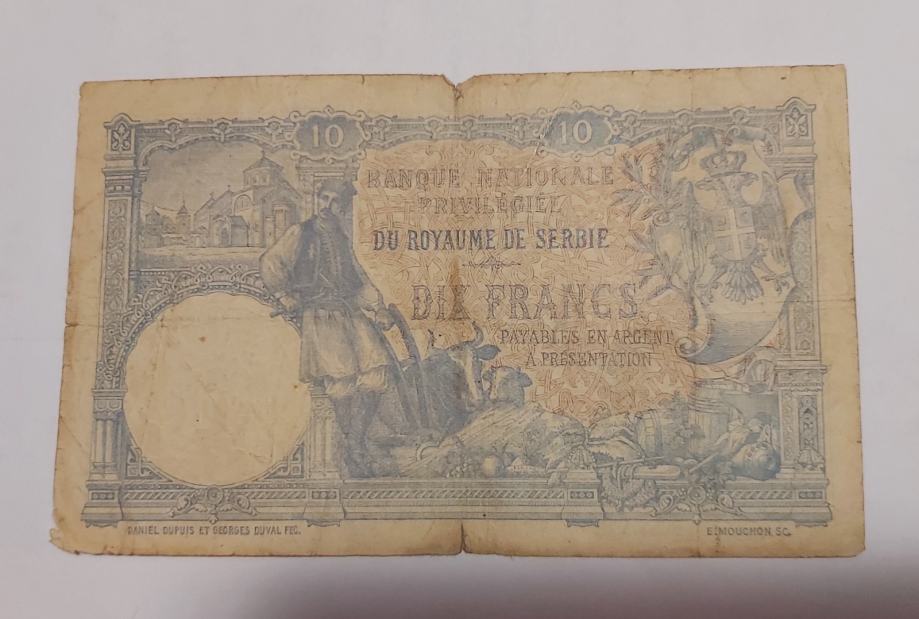 10 10
BANQUE NATIONALE
PRIVILÉGIÉE
DU ROYAUME DE SERBIE
DIX FRANCS
PAYABLES EN ARGENT
A PRÉSENTATION
DANIEL DUPUIS ET GEORGES DUVAL FEC. E. MOUCHON. SC.